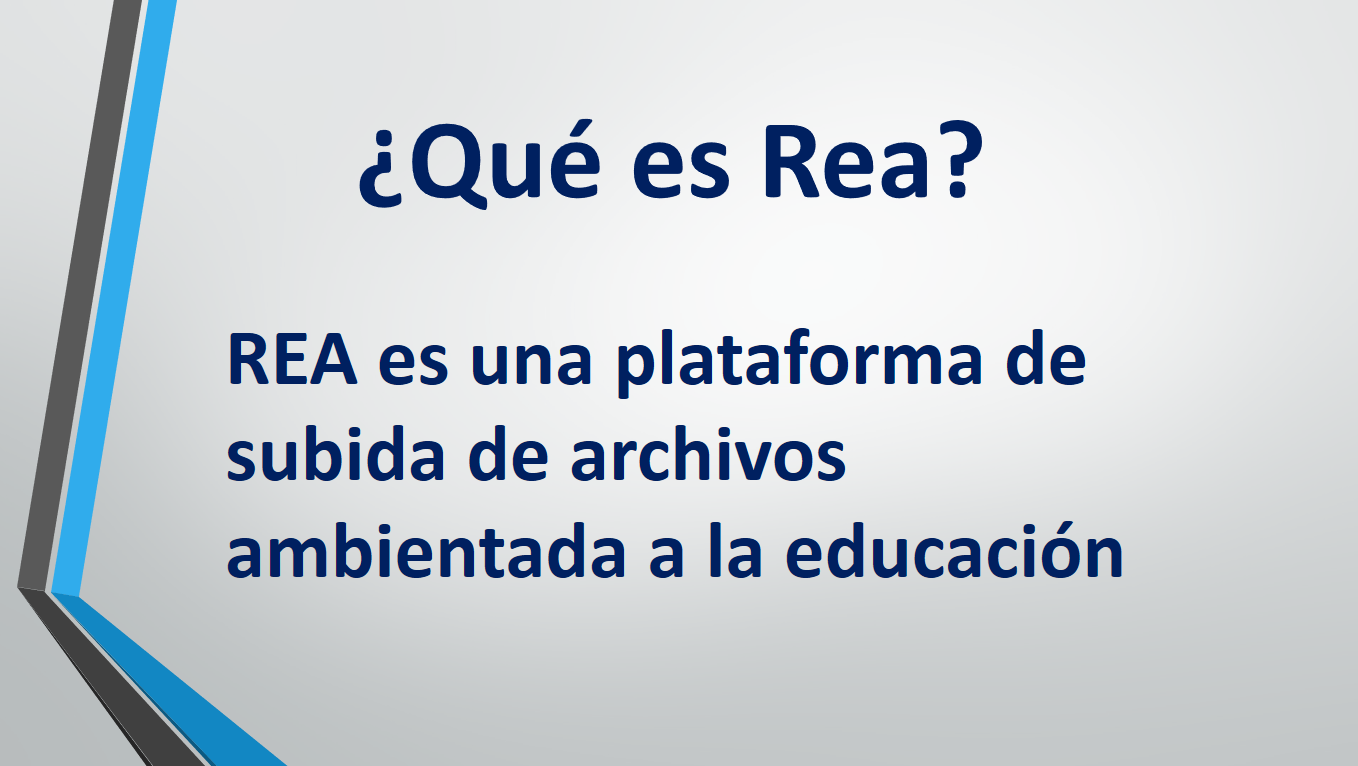 ¿Qué es Rea?
REA es una plataforma de
subida de archivos
ambientada a la educación